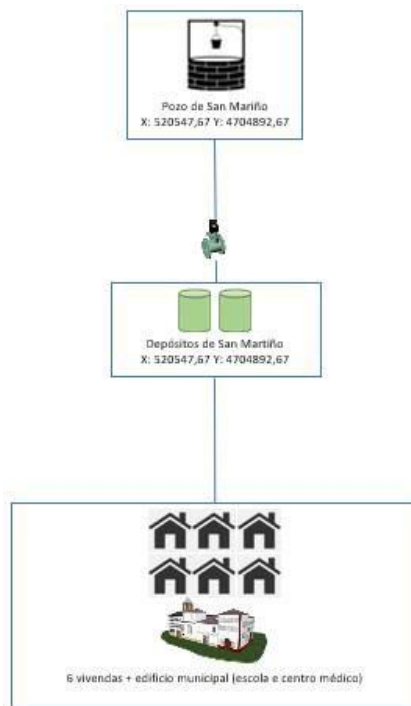 Pozo de San Mariño
X: 520547,67 Y: 4704892,67
Depósitos de San Martiño
X: 520547,67 Y: 4704892,67
6 vivendas + edificio municipal (escola e centro médico)